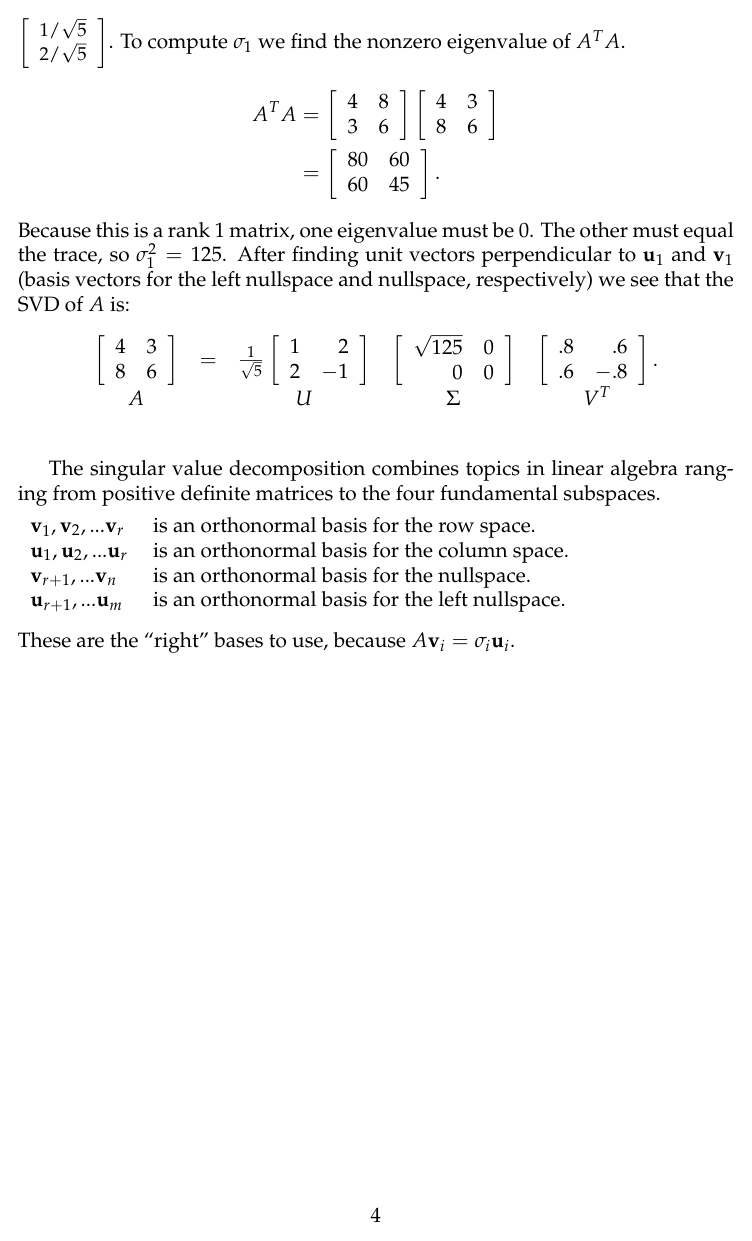 [ 1/√5
2/√5 ] . To compute σ₁ we find the nonzero eigenvalue of AᵀA.
AᵀA = [ 4 8
3 6 ] [ 4 3
8 6 ]
= [ 80 60
60 45 ] .
Because this is a rank 1 matrix, one eigenvalue must be 0. The other must equal
the trace, so σ₁² = 125. After finding unit vectors perpendicular to u₁ and v₁
(basis vectors for the left nullspace and nullspace, respectively) we see that the
SVD of A is:
[ 4 3
8 6 ] = 1/√5 [ 1 2
2 −1 ] [ √125 0
0 0 ] [ .8 .6
.6 −.8 ] .
A U Σ Vᵀ
The singular value decomposition combines topics in linear algebra rang-
ing from positive definite matrices to the four fundamental subspaces.
v₁, v₂, ...vᵣ is an orthonormal basis for the row space.
u₁, u₂, ...uᵣ is an orthonormal basis for the column space.
vᵣ₊₁, ...vₙ is an orthonormal basis for the nullspace.
uᵣ₊₁, ...uₘ is an orthonormal basis for the left nullspace.
These are the “right” bases to use, because Avᵢ = σᵢuᵢ.
4